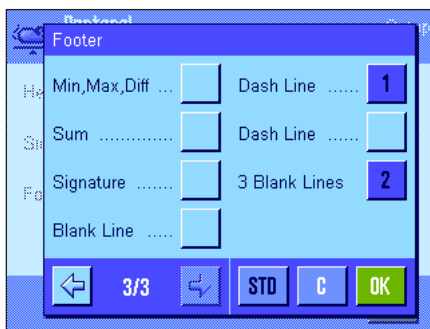 Footer
Min,Max,Diff ... Dash Line ...... 1
Sum .............. Dash Line ......
Signature ....... 3 Blank Lines 2
Blank Line .....
3/3 STD C OK